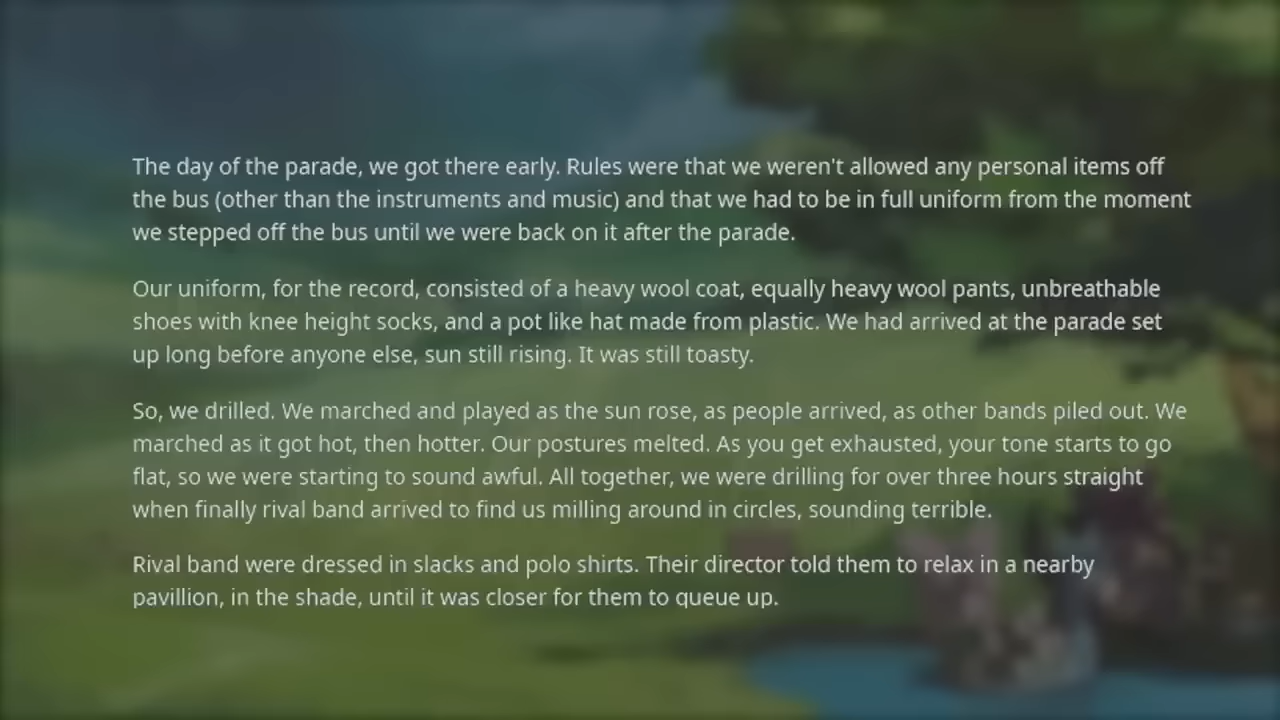 The day of the parade, we got there early. Rules were that we weren't allowed any personal items off
the bus (other than the instruments and music) and that we had to be in full uniform from the moment
we stepped off the bus until we were back on it after the parade.
Our uniform, for the record, consisted of a heavy wool coat, equally heavy wool pants, unbreathable
shoes with knee height socks, and a pot like hat made from plastic. We had arrived at the parade set
up long before anyone else, sun still rising. It was still toasty.
So, we drilled. We marched and played as the sun rose, as people arrived, as other bands piled out. We
marched as it got hot, then hotter. Our postures melted. As you get exhausted, your tone starts to go
flat, so we were starting to sound awful. All together, we were drilling for over three hours straight
when finally rival band arrived to find us milling around in circles, sounding terrible.
Rival band were dressed in slacks and polo shirts. Their director told them to relax in a nearby
pavillion, in the shade, until it was closer for them to queue up.